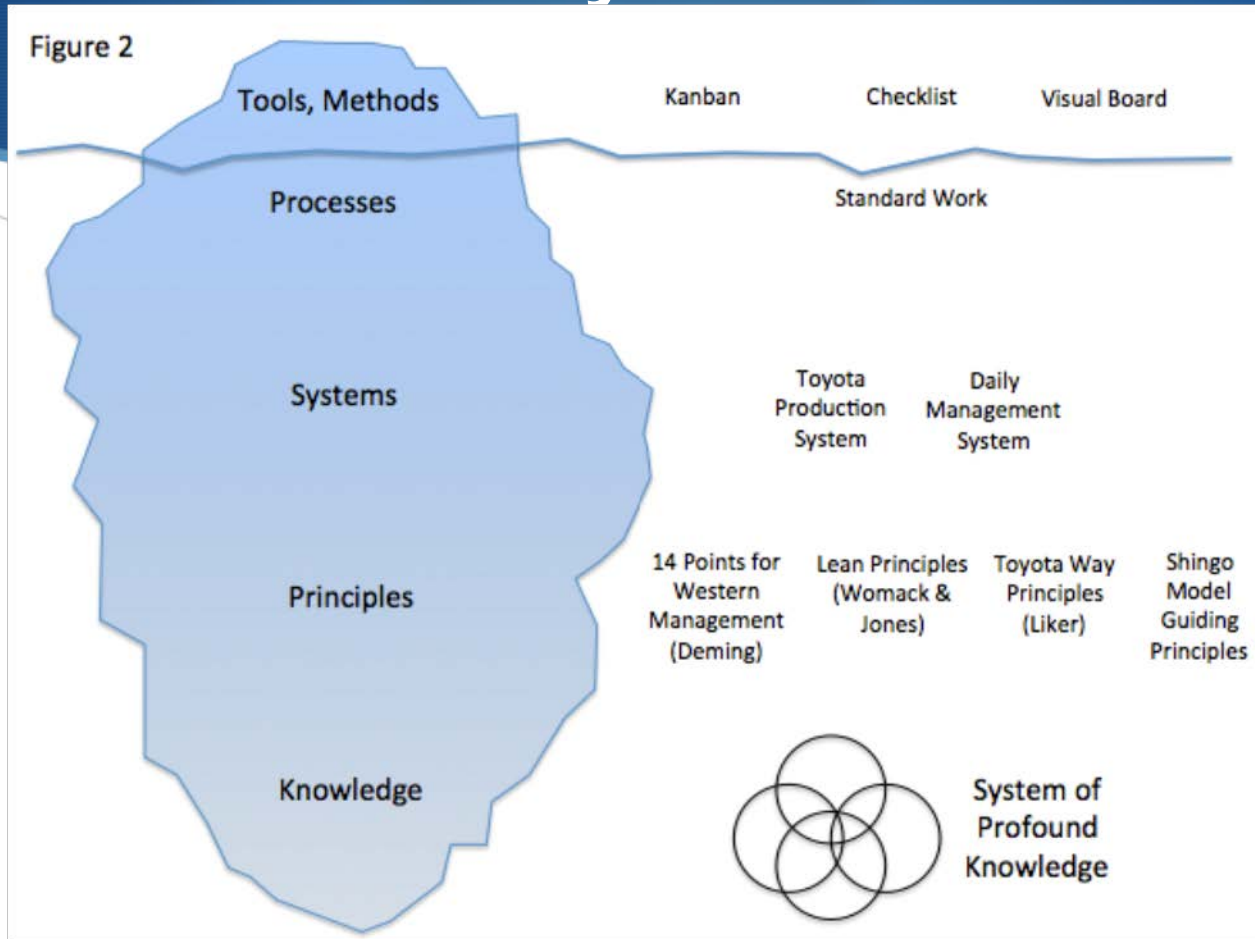 Figure 2
Tools, Methods
Kanban
Checklist
Visual Board
Processes
Standard Work
Systems
Toyota
Production
System
Daily
Management
System
Principles
14 Points for
Western
Management
(Deming)
Lean Principles
(Womack &
Jones)
Toyota Way
Principles
(Liker)
Shingo
Model
Guiding
Principles
Knowledge
System of
Profound
Knowledge